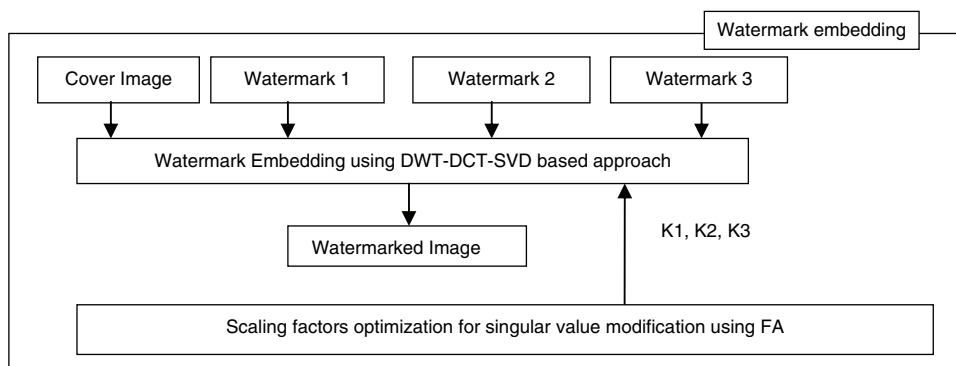 Watermark embedding
Cover Image
Watermark 1
Watermark 2
Watermark 3
Watermark Embedding using DWT-DCT-SVD based approach
K1, K2, K3
Watermarked Image
Scaling factors optimization for singular value modification using FA